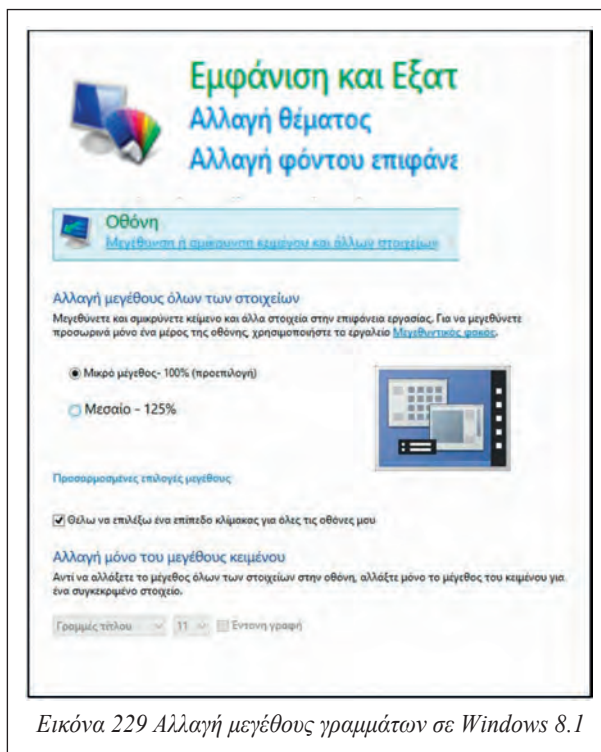 Εμφάνιση και Εξατ
Αλλαγή θέματος
Αλλαγή φόντου επιφάνε
Οθόνη
Μεγέθυνση ή σμίκρυνση κειμένου και άλλων στοιχείων
Αλλαγή μεγέθους όλων των στοιχείων
Μεγεθύνετε και σμικρύνετε κείμενο και άλλα στοιχεία στην επιφάνεια εργασίας. Για να μεγεθύνετε
προσωρινά μόνο ένα μέρος της οθόνης, χρησιμοποιήστε το εργαλείο Μεγεθυντικός φακός.
Μικρό μέγεθος- 100% (προεπιλογή)
Μεσαίο - 125%
Προσαρμοσμένες επιλογές μεγέθους
Θέλω να επιλέξω ένα επίπεδο κλίμακας για όλες τις οθόνες μου
Αλλαγή μόνο του μεγέθους κειμένου
Αντί να αλλάξετε το μέγεθος όλων των στοιχείων στην οθόνη, αλλάξτε μόνο το μέγεθος του κειμένου για
ένα συγκεκριμένο στοιχείο.
Γραμμές τίτλου 11 Έντονη γραφή
Εικόνα 229 Αλλαγή μεγέθους γραμμάτων σε Windows 8.1